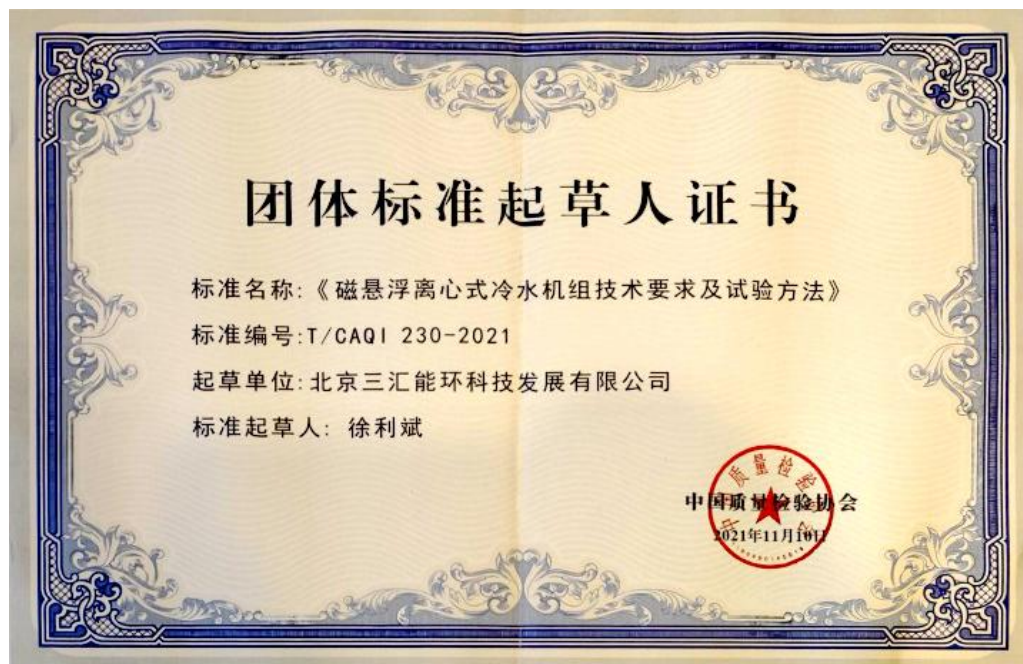 团体标准起草人证书
标准名称:《磁悬浮离心式冷水机组技术要求及试验方法》
标准编号:T/CAQI 230-2021
起草单位:北京三汇能环科技发展有限公司
标准起草人: 徐利斌
中国质量检验协会
2021年11月10日